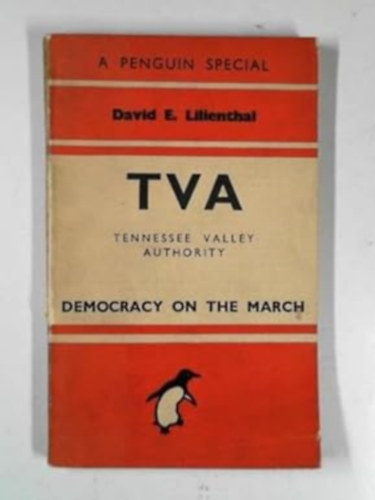 A PENGUIN SPECIAL
David E. Lilienthal
TVA
TENNESSEE VALLEY
AUTHORITY
DEMOCRACY ON THE MARCH